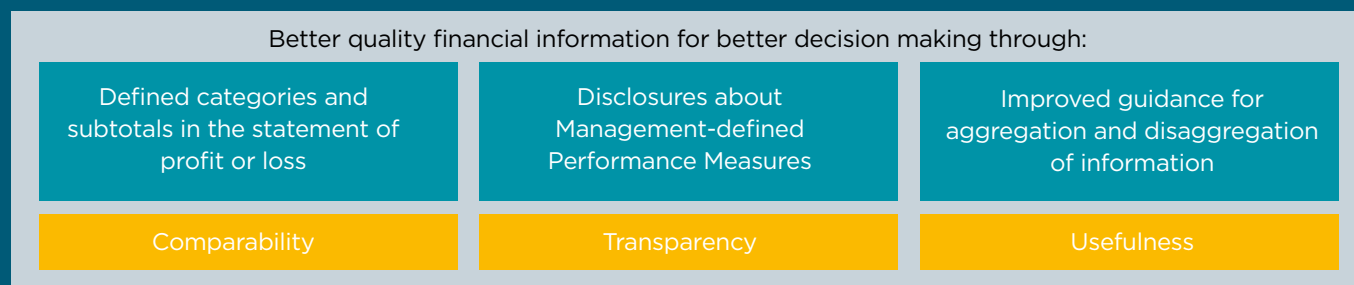 Better quality financial information for better decision making through:
Defined categories and
subtotals in the statement of
profit or loss
Disclosures about
Management-defined
Performance Measures
Improved guidance for
aggregation and disaggregation
of information
Comparability
Transparency
Usefulness